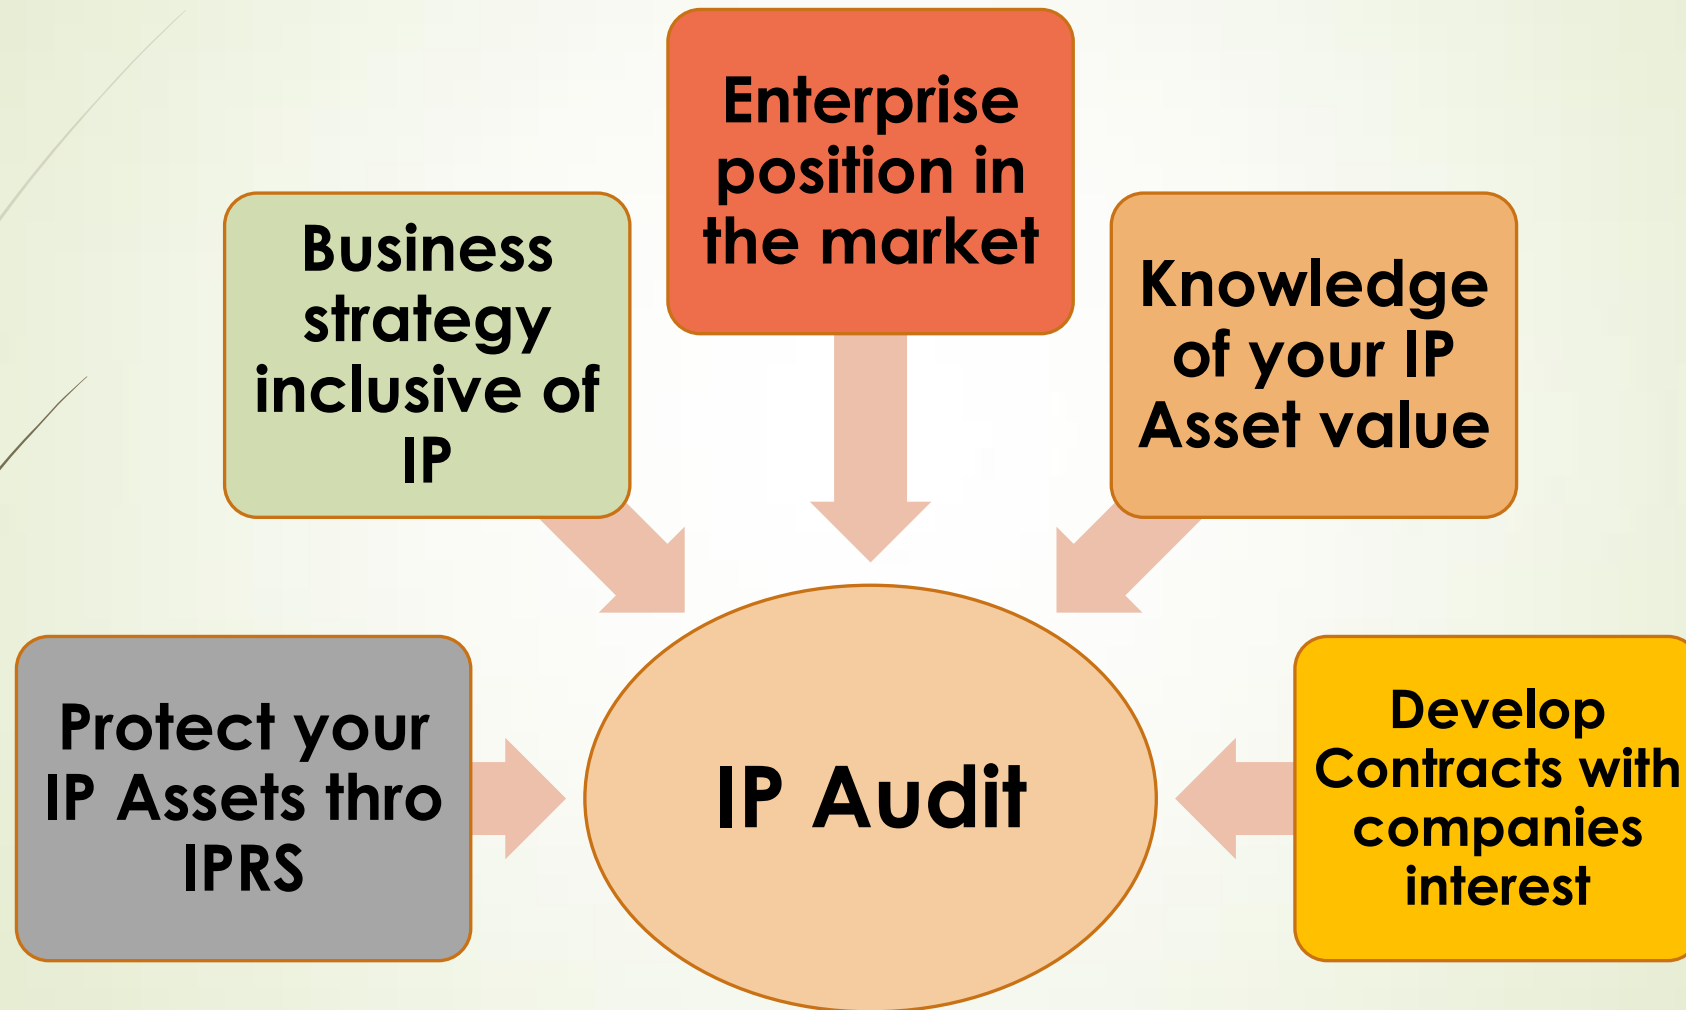 Enterprise
position in
the market
Business
strategy
inclusive of
IP
Knowledge
of your IP
Asset value
Protect your
IP Assets thro
IPRS
IP Audit
Develop
Contracts with
companies
interest